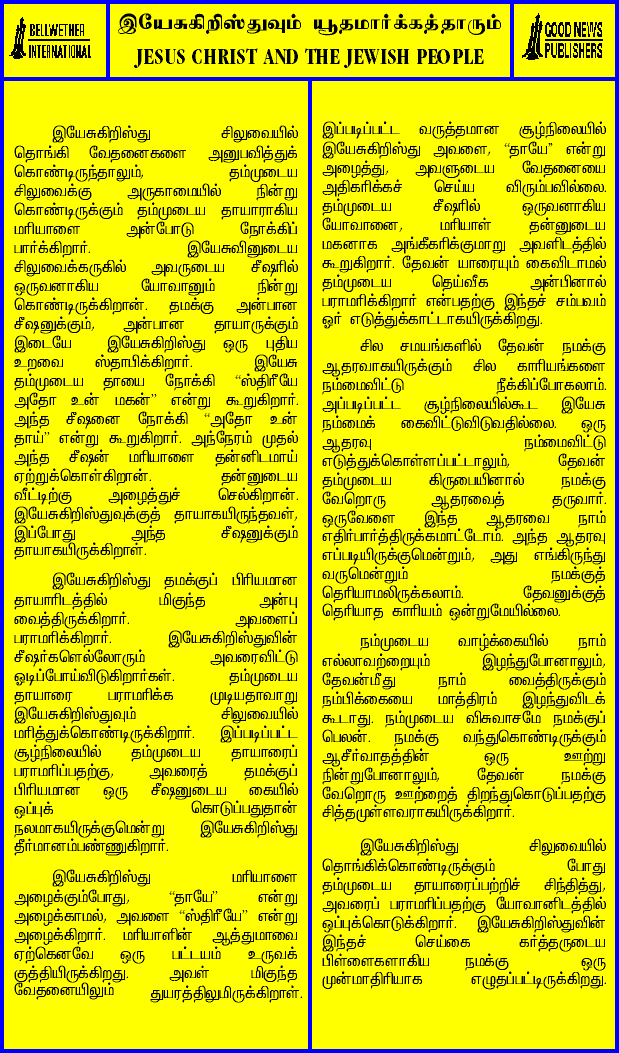 BELLWETHER
INTERNATIONAL
இயேசுகிறிஸ்துவும் யூதமார்க்கத்தாரும்
JESUS CHRIST AND THE JEWISH PEOPLE
GOOD NEWS
PUBLISHERS
இயேசுகிறிஸ்து சிலுவையில்
தொங்கி வேதனைகளை அனுபவித்துக்
கொண்டிருந்தாலும், தம்முடைய
சிலுவைக்கு அருகாமையில் நின்று
கொண்டிருக்கும் தம்முடைய தாயாராகிய
மரியாளை அன்போடு நோக்கிப்
பார்க்கிறார். இயேசுவினுடைய
சிலுவைக்கருகில் அவருடைய சீஷரில்
ஒருவனாகிய யோவானும் நின்று
கொண்டிருக்கிறான். தமக்கு அன்பான
சீஷனுக்கும், அன்பான தாயாருக்கும்
இடையே இயேசுகிறிஸ்து ஒரு புதிய
உறவை ஸ்தாபிக்கிறார். இயேசு
தம்முடைய தாயை நோக்கி “ஸ்திரீயே
அதோ உன் மகன்” என்று கூறுகிறார்.
அந்த சீஷனை நோக்கி “அதோ உன்
தாய்” என்று கூறுகிறார். அந்நேரம் முதல்
அந்த சீஷன் மரியாளை தன்னிடமாய்
ஏற்றுக்கொள்கிறான். தன்னுடைய
வீட்டிற்கு அழைத்துச் செல்கிறான்.
இயேசுகிறிஸ்துவுக்குத் தாயாகயிருந்தவள்,
இப்போது அந்த சீஷனுக்கும்
தாயாகயிருக்கிறாள்.
இயேசுகிறிஸ்து தமக்குப் பிரியமான
தாயாரிடத்தில் மிகுந்த அன்பு
வைத்திருக்கிறார். அவளைப்
பராமரிக்கிறார். இயேசுகிறிஸ்துவின்
சீஷர்களெல்லோரும் அவரைவிட்டு
ஓடிப்போய்விடுகிறார்கள். தம்முடைய
தாயாரை பராமரிக்க முடியதாவாறு
இயேசுகிறிஸ்துவும் சிலுவையில்
மரித்துக்கொண்டிருக்கிறார். இப்படிப்பட்ட
சூழ்நிலையில் தம்முடைய தாயாரைப்
பராமரிப்பதற்கு, அவரைத் தமக்குப்
பிரியமான ஒரு சீஷனுடைய கையில்
ஒப்புக் கொடுப்பதுதான்
நலமாகயிருக்குமென்று இயேசுகிறிஸ்து
தீர்மானம்பண்ணுகிறார்.
இயேசுகிறிஸ்து மரியாளை
அழைக்கும்போது, “தாயே” என்று
அழைக்காமல், அவளை “ஸ்திரீயே” என்று
அழைக்கிறார். மரியாளின் ஆத்துமாவை
ஏற்கெனவே ஒரு பட்டயம் உருவக்
குத்தியிருக்கிறது. அவள் மிகுந்த
வேதனையிலும் துயரத்திலுமிருக்கிறாள்.
இப்படிப்பட்ட வருத்தமான சூழ்நிலையில்
இயேசுகிறிஸ்து அவளை, “தாயே” என்று
அழைத்து, அவளுடைய வேதனையை
அதிகரிக்கச் செய்ய விரும்பவில்லை.
தம்முடைய சீஷரில் ஒருவனாகிய
யோவானை, மரியாள் தன்னுடைய
மகனாக அங்கீகரிக்குமாறு அவளிடத்தில்
கூறுகிறார். தேவன் யாரையும் கைவிடாமல்
தம்முடைய தெய்வீக அன்பினால்
பராமரிக்கிறார் என்பதற்கு இந்தச் சம்பவம்
ஓர் எடுத்துக்காட்டாகயிருக்கிறது.
சில சமயங்களில் தேவன் நமக்கு
ஆதரவாகயிருக்கும் சில காரியங்களை
நம்மைவிட்டு நீக்கிப்போகலாம்.
அப்படிப்பட்ட சூழ்நிலையில்கூட இயேசு
நம்மைக் கைவிட்டுவிடுவதில்லை. ஒரு
ஆதரவு நம்மைவிட்டு
எடுத்துக்கொள்ளப்பட்டாலும், தேவன்
தம்முடைய கிருபையினால் நமக்கு
வேறொரு ஆதரவைத் தருவார்.
ஒருவேளை இந்த ஆதரவை நாம்
எதிர்பார்த்திருக்கமாட்டோம். அந்த ஆதரவு
எப்படியிருக்குமென்றும், அது எங்கிருந்து
வருமென்றும் நமக்குத்
தெரியாமலிருக்கலாம். தேவனுக்குத்
தெரியாத காரியம் ஒன்றுமேயில்லை.
நம்முடைய வாழ்க்கையில் நாம்
எல்லாவற்றையும் இழந்துபோனாலும்,
தேவன்மீது நாம் வைத்திருக்கும்
நம்பிக்கையை மாத்திரம் இழந்துவிடக்
கூடாது. நம்முடைய விசுவாசமே நமக்குப்
பெலன். நமக்கு வந்துகொண்டிருக்கும்
ஆசீர்வாதத்தின் ஒரு ஊற்று
நின்றுபோனாலும், தேவன் நமக்கு
வேறொரு ஊற்றைத் திறந்துகொடுப்பதற்கு
சித்தமுள்ளவராகயிருக்கிறார்.
இயேசுகிறிஸ்து சிலுவையில்
தொங்கிக்கொண்டிருக்கும் போது
தம்முடைய தாயாரைப்பற்றிச் சிந்தித்து,
அவரைப் பராமரிப்பதற்கு யோவானிடத்தில்
ஒப்புக்கொடுக்கிறார். இயேசுகிறிஸ்துவின்
இந்தச் செய்கை கர்த்தருடைய
பிள்ளைகளாகிய நமக்கு ஒரு
முன்மாதிரியாக எழுதப்பட்டிருக்கிறது.